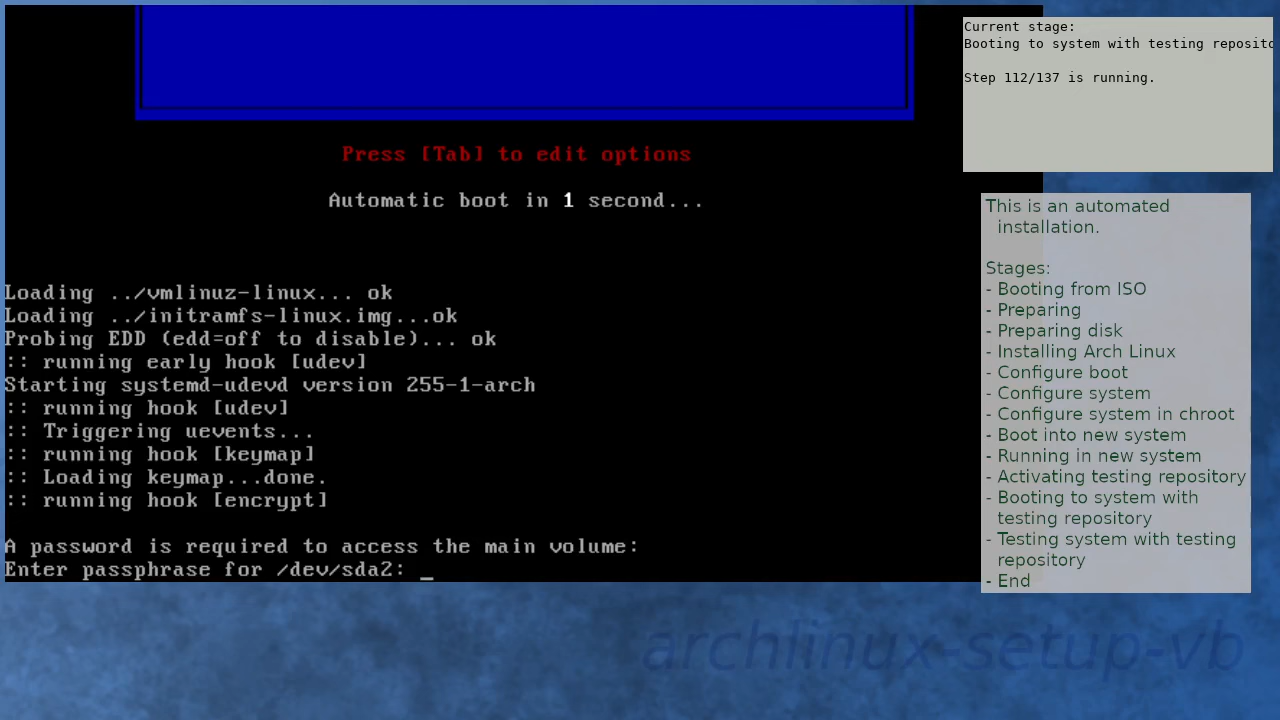 Press [Tab] to edit options
Automatic boot in 1 second...
Loading ../vmlinuz-linux... ok
Loading ../initramfs-linux.img...ok
Probing EDD (edd=off to disable)... ok
:: running early hook [udev]
Starting systemd-udevd version 255-1-arch
:: running hook [udev]
:: Triggering uevents...
:: running hook [keymap]
:: Loading keymap...done.
:: running hook [encrypt]
A password is required to access the main volume:
Enter passphrase for /dev/sda2: _
Current stage:
Booting to system with testing reposito
Step 112/137 is running.
This is an automated
installation.
Stages:
- Booting from ISO
- Preparing
- Preparing disk
- Installing Arch Linux
- Configure boot
- Configure system
- Configure system in chroot
- Boot into new system
- Running in new system
- Activating testing repository
- Booting to system with
testing repository
- Testing system with testing
repository
- End
archlinux-setup-vb